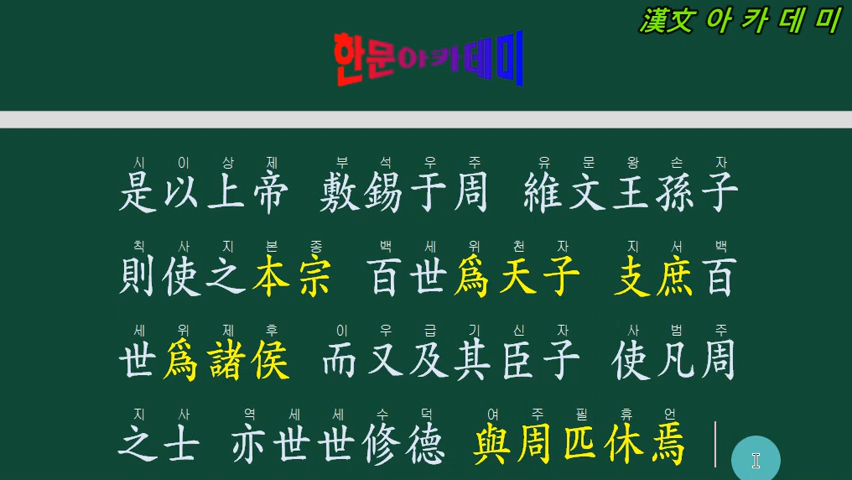 漢文 아 카 데 미
한문아카데미
시 이 상 제 부 석 우 주 유 문 왕 손 자
是以上帝 敷錫于周 維文王孫子
칙 사 지 본 종 백 세 위 천 자 지 서 백
則使之本宗 百世爲天子 支庶百
세 위 제 후 이 우 급 기 신 자 사 범 주
世爲諸侯 而又及其臣子 使凡周
지 사 역 세 세 수 덕 여 주 필 휴 언
之士 亦世世修德 與周匹休焉